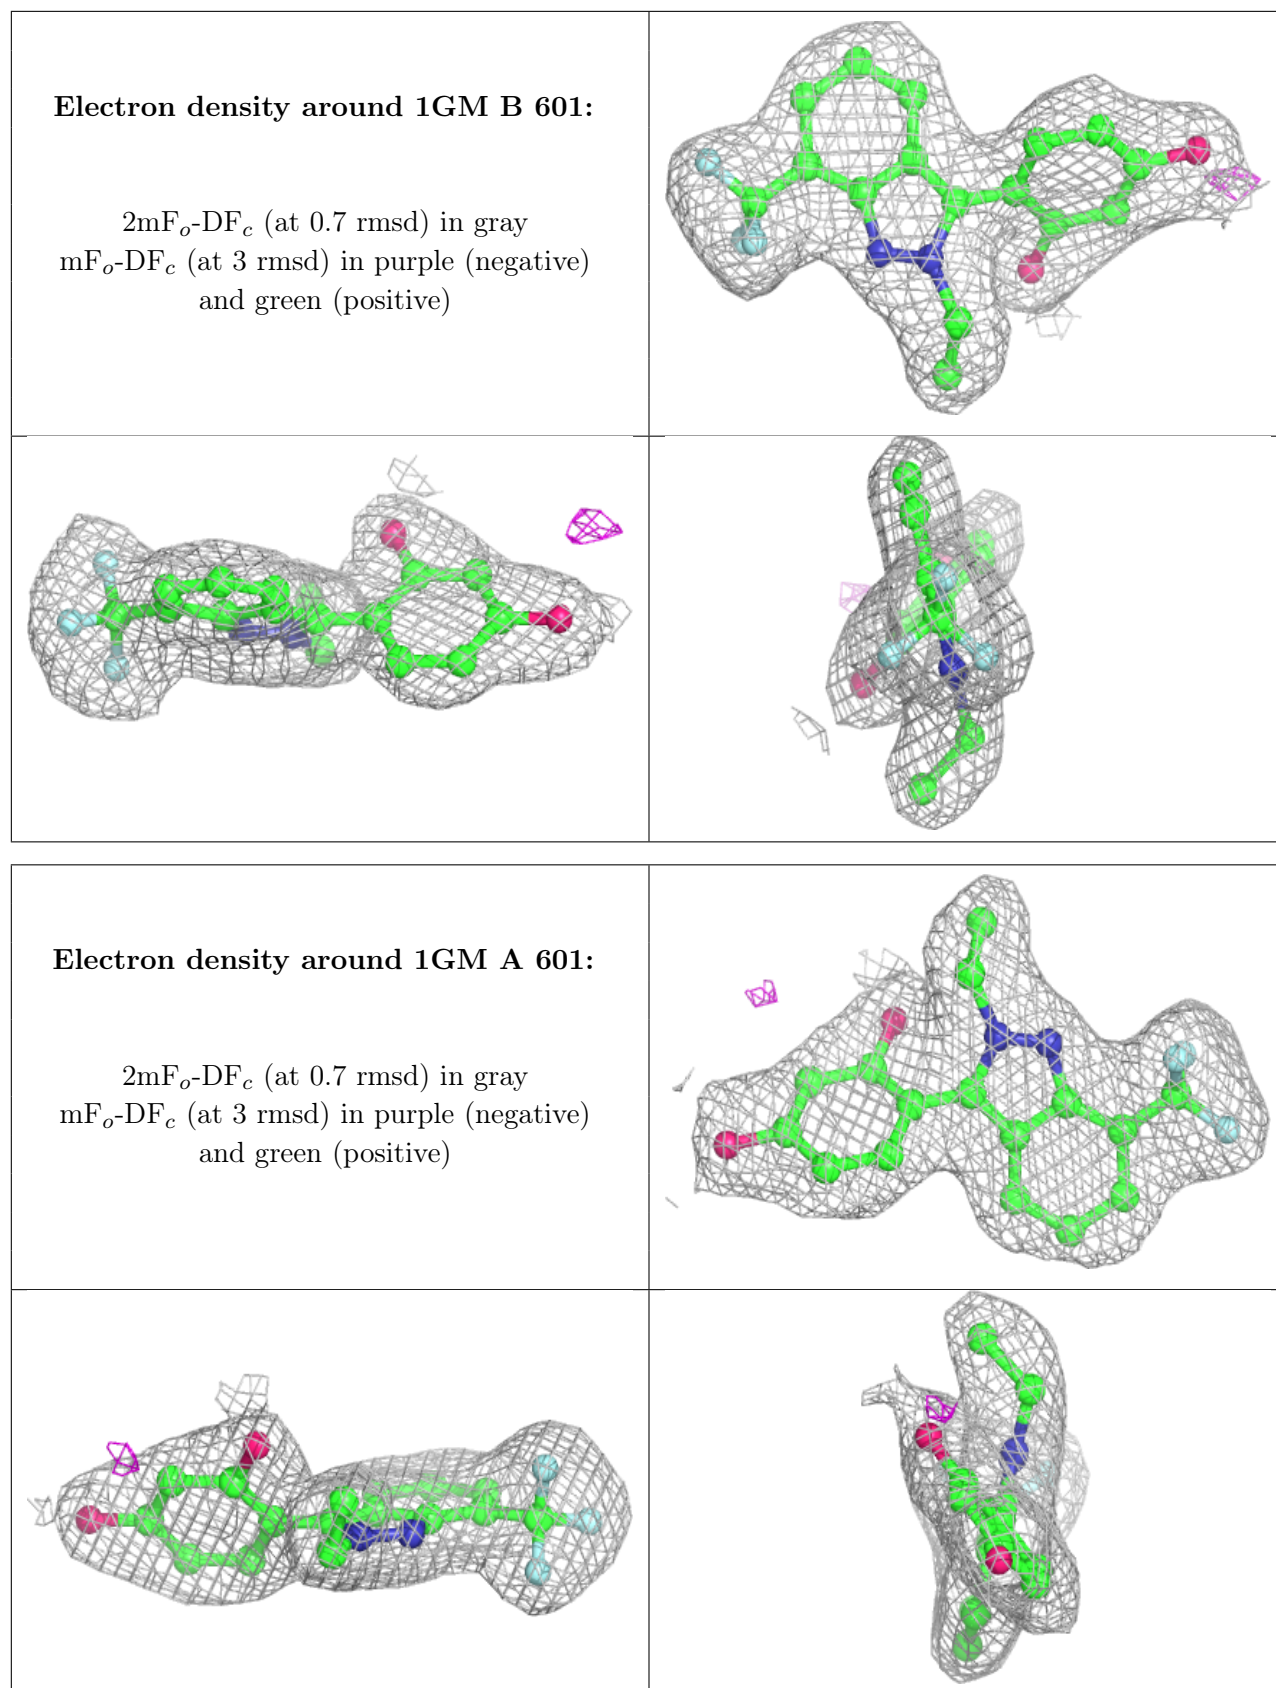 Electron density around 1GM B 601:
2mFo-DFc (at 0.7 rmsd) in gray
mFo-DFc (at 3 rmsd) in purple (negative)
and green (positive)
Electron density around 1GM A 601:
2mFo-DFc (at 0.7 rmsd) in gray
mFo-DFc (at 3 rmsd) in purple (negative)
and green (positive)